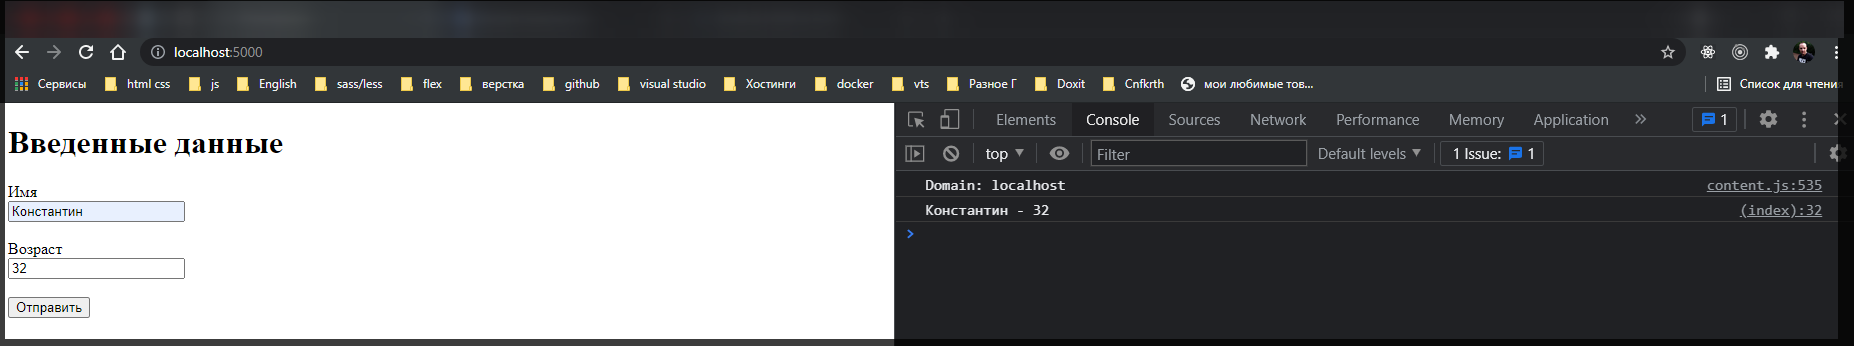 localhost:5000
Сервисы html css js English sass/less flex верстка github visual studio Хостинги docker vts Разное Г Doxit Cnfkrth мои любимые тов... Список для чтения
Elements Console Sources Network Performance Memory Application » 1
top Filter Default levels 1 Issue: 1
Введенные данные
Имя
Константин
Возраст
32
Отправить
Domain: localhost content.js:535
Константин - 32 (index):32